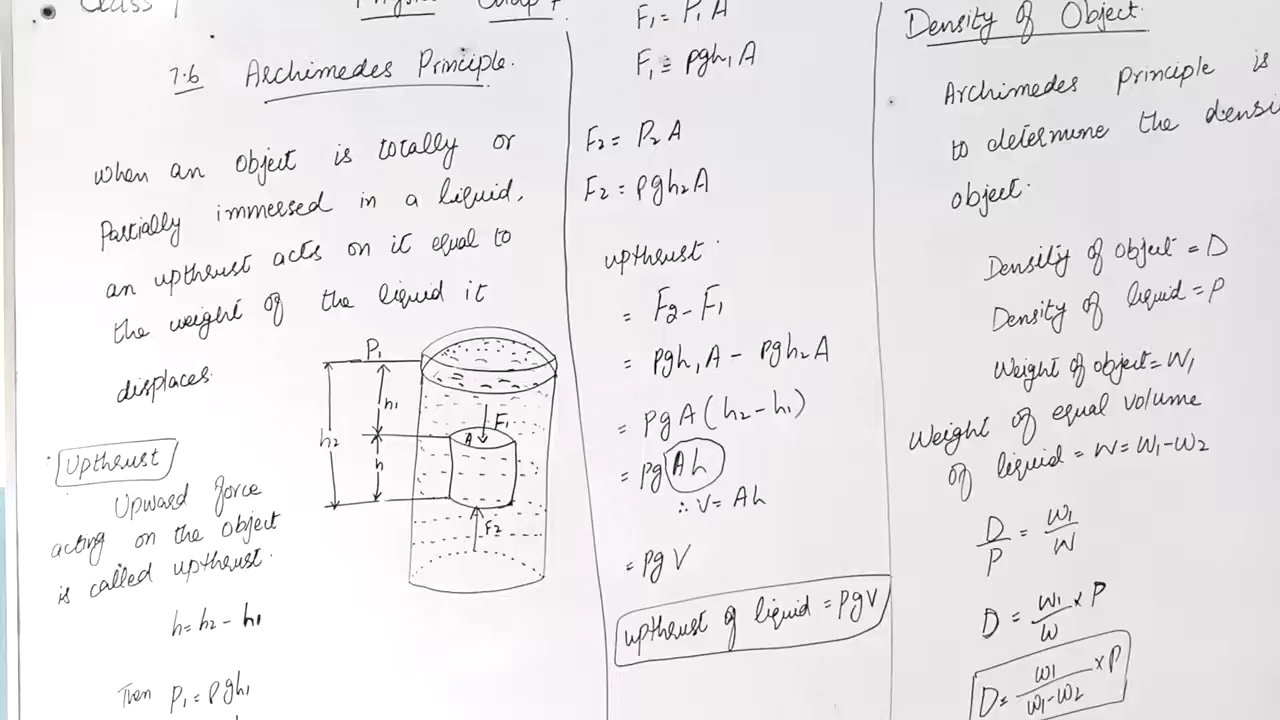 7.6 Archimedes Principle.
When an object is totally or
Partially immersed in a liquid,
an upthrust acts on it equal to
the weight of the liquid it
displaces.
P₁
h₁
h₂
h
A
F₁
F₂
Upthrust
Upward force
acting on the object
is called upthrust.
h = h₂ - h₁
Then P₁ = ρgh₁
F₁ = P₁ A
F₁ = ρgh₁ A
F₂ = P₂ A
F₂ = ρgh₂ A
upthrust.
= F₂ - F₁
= ρgh₁ A - ρgh₂ A
= ρg A (h₂ - h₁)
= ρg Ah
∴ V = Ah
= ρg V
upthrust of liquid = ρgV
Density of Object.
Archimedes principle is
to determine the densi
object.
Density of object = D
Density of liquid = ρ
Weight of object = W₁
Weight of equal volume
of liquid = W = W₁ - W₂
D/ρ = W₁/W
D = W₁/W × ρ
D = W₁/W₁-W₂ × ρ